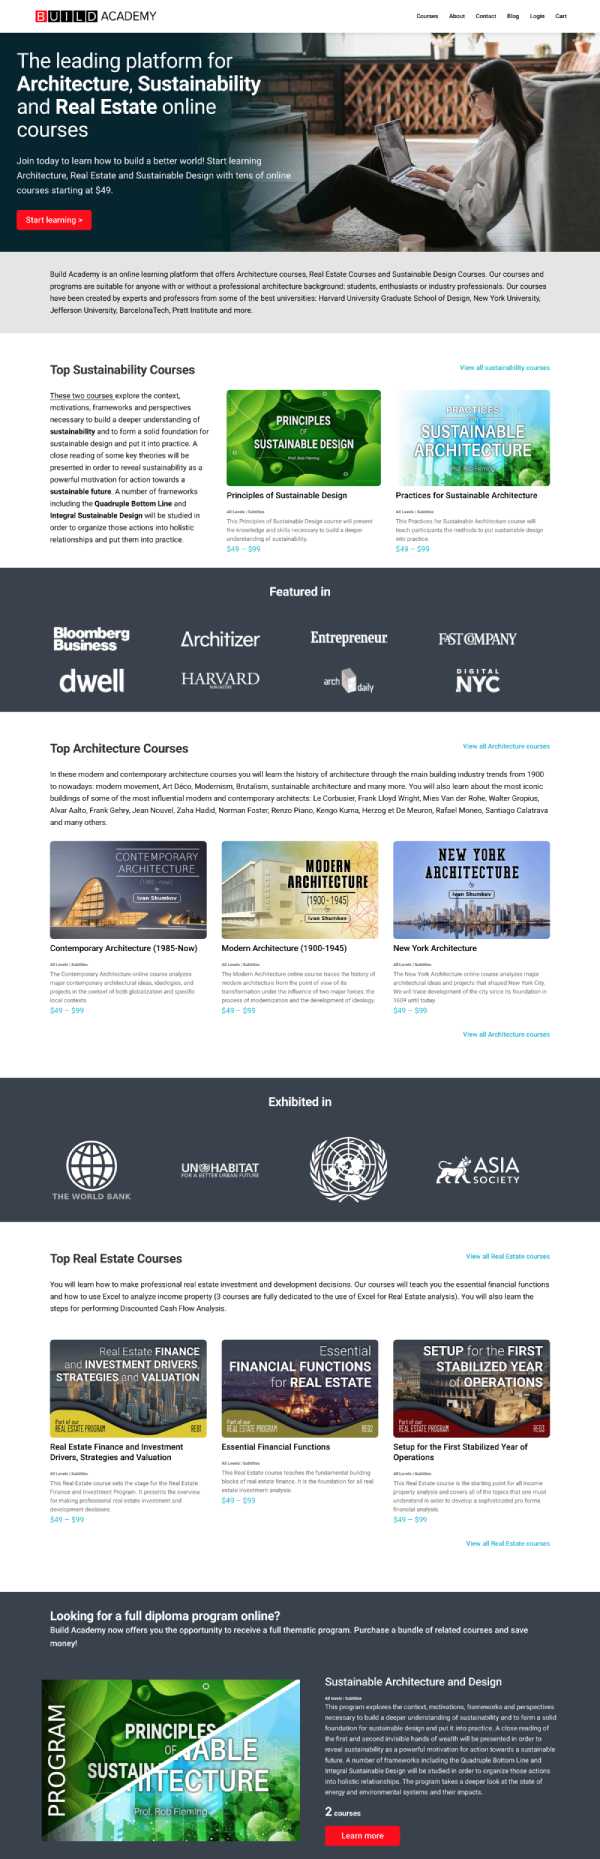 BUILD ACADEMY
Courses About Contact Blog Login Cart
The leading platform for
Architecture, Sustainability
and Real Estate online
courses
Join today to learn how to build a better world! Start learning
Architecture, Real Estate and Sustainable Design with tens of online
courses starting at $49.
Start learning >
Build Academy is an online learning platform that offers Architecture courses, Real Estate Courses and Sustainable Design Courses. Our courses and
programs are suitable for anyone with or without a professional architecture background: students, enthusiasts or industry professionals. Our courses
have been created by experts and professors from some of the best universities: Harvard University Graduate School of Design, New York University,
Jefferson University, BarcelonaTech, Pratt Institute and more.
Top Sustainability Courses
View all sustainability courses
These two courses explore the context,
motivations, frameworks and perspectives
necessary to build a deeper understanding of
sustainability and to form a solid foundation for
sustainable design and put it into practice. A
close reading of some key theories will be
presented in order to reveal sustainability as a
powerful motivation for action towards a
sustainable future. A number of frameworks
including the Quadruple Bottom Line and
Integral Sustainable Design will be studied in
order to organize those actions into holistic
relationships and put them into practice.
PRINCIPLES
OF
SUSTAINABLE DESIGN
Prof. Rob Fleming
Principles of Sustainable Design
All Levels | Subtitles
This Principles of Sustainable Design course will present
the knowledge and skills necessary to build a deeper
understanding of sustainability.
$49 – $99
PRACTICES
SUSTAINABLE
ARCHITECTURE
Prof. Rob Fleming
Practices for Sustainable Architecture
All Levels | Subtitles
This Practices for Sustainable Architecture course will
teach participants the methods to put sustainable design
into practice.
$49 – $99
Featured in
Bloomberg
Business
Architizer
Entrepreneur
FAST COMPANY
dwell
HARVARD
MAGAZINE
arch
daily
DIGITAL
NYC
Top Architecture Courses
View all Architecture courses
In these modern and contemporary architecture courses you will learn the history of architecture through the main building industry trends from 1900
to nowadays: modern movement, Art Déco, Modernism, Brutalism, sustainable architecture and many more. You will also learn about the most iconic
buildings of some of the most influential modern and contemporary architects: Le Corbusier, Frank Lloyd Wright, Mies Van der Rohe, Walter Gropius,
Alvar Aalto, Frank Gehry, Jean Nouvel, Zaha Hadid, Norman Foster, Renzo Piano, Kengo Kuma, Herzog et De Meuron, Rafael Moneo, Santiago Calatrava
and many others.
CONTEMPORARY
ARCHITECTURE
(1980 - now)
by
Ivan Shumkov
Contemporary Architecture (1985-Now)
All Levels | Subtitles
The Contemporary Architecture online course analyzes
major contemporary architectural ideas, ideologies, and
projects in the context of both globalization and specific
local contexts.
$49 – $99
MODERN
ARCHITECTURE
(1900 - 1945)
by
Ivan Shumkov
Modern Architecture (1900-1945)
All Levels | Subtitles
The Modern Architecture online course traces the history of
modern architecture from the point of view of its
transformation under the influence of two major forces: the
process of modernization and the development of ideology.
$49 – $99
NEW YORK
ARCHITECTURE
by
Ivan Shumkov
New York Architecture
All Levels | Subtitles
The New York Architecture online course analyzes major
architectural ideas and projects that shaped New York City.
We will trace development of the city since its foundation in
1609 until today.
$49 – $99
View all Architecture courses
Exhibited in
THE WORLD BANK
UN HABITAT
FOR A BETTER URBAN FUTURE
ASIA
SOCIETY
Top Real Estate Courses
View all Real Estate courses
You will learn how to make professional real estate investment and development decisions. Our courses will teach you the essential financial functions
and how to use Excel to analyze income property (3 courses are fully dedicated to the use of Excel for Real Estate analysis). You will also learn the
steps for performing Discounted Cash Flow Analysis.
Real Estate FINANCE
and INVESTMENT DRIVERS,
STRATEGIES and VALUATION
Part of our
REAL ESTATE PROGRAM
RE01
Real Estate Finance and Investment
Drivers, Strategies and Valuation
All Levels | Subtitles
This Real Estate course sets the stage for the Real Estate
Finance and Investment Program. It presents the overview
for making professional real estate investment and
development decisions.
$49 – $99
Essential
FINANCIAL FUNCTIONS
for REAL ESTATE
Part of our
REAL ESTATE PROGRAM
RE02
Essential Financial Functions
All Levels | Subtitles
This Real Estate course teaches the fundamental building
blocks of real estate finance. It is the foundation for all real
estate investment analysis.
$49 – $99
SETUP for the FIRST
STABILIZED YEAR
of OPERATIONS
Part of our
REAL ESTATE PROGRAM
RE03
Setup for the First Stabilized Year of
Operations
All Levels | Subtitles
This Real Estate course is the starting point for all income
property analysis and covers all of the topics that one must
understand in order to develop a sophisticated pro forma
financial analysis.
$49 – $99
View all Real Estate courses
Looking for a full diploma program online?
Build Academy now offers you the opportunity to receive a full thematic program. Purchase a bundle of related courses and save
money!
PROGRAM
PRINCIPLES
OF
SUSTAINABLE
ARCHITECTURE
Prof. Rob Fleming
Sustainable Architecture and Design
All levels | Subtitles
This program explores the context, motivations, frameworks and perspectives
necessary to build a deeper understanding of sustainability and to form a solid
foundation for sustainable design and put it into practice. A close reading of
the first and second invisible hands of wealth will be presented in order to
reveal sustainability as a powerful motivation for action towards a sustainable
future. A number of frameworks including the Quadruple Bottom Line and
Integral Sustainable Design will be studied in order to organize those actions
into holistic relationships. The program takes a deeper look at the state of
energy and environmental systems and their impacts.
2 courses
Learn more